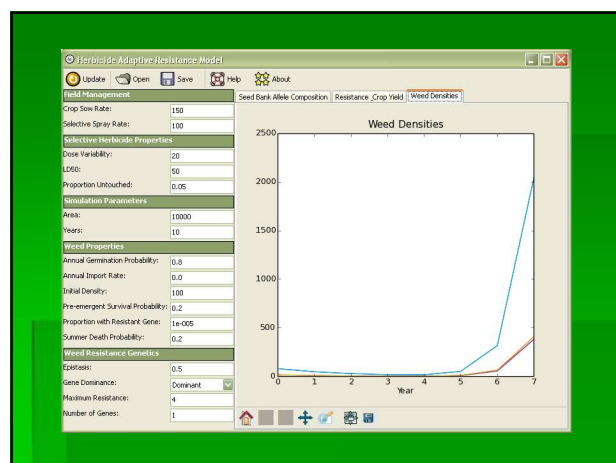 Herbicide Adaptive Resistance Model
Update Open Save Help About
Field Management
Crop Sow Rate: 150
Selective Spray Rate: 100
Selective Herbicide Properties
Dose Variability: 20
LD50: 50
Proportion Untouched: 0.05
Simulation Parameters
Area: 10000
Years: 10
Weed Properties
Annual Germination Probability: 0.8
Annual Import Rate: 0.0
Initial Density: 100
Pre-emergent Survival Probability: 0.2
Proportion with Resistant Gene: 1e-005
Summer Death Probability: 0.2
Weed Resistance Genetics
Epistasis: 0.5
Gene Dominance: Dominant
Maximum Resistance: 4
Number of Genes: 1
Seed Bank Allele Composition Resistance ,Crop Yield Weed Densities
Weed Densities
2500
2000
1500
1000
500
0
0 1 2 3 4 5 6 7
Year